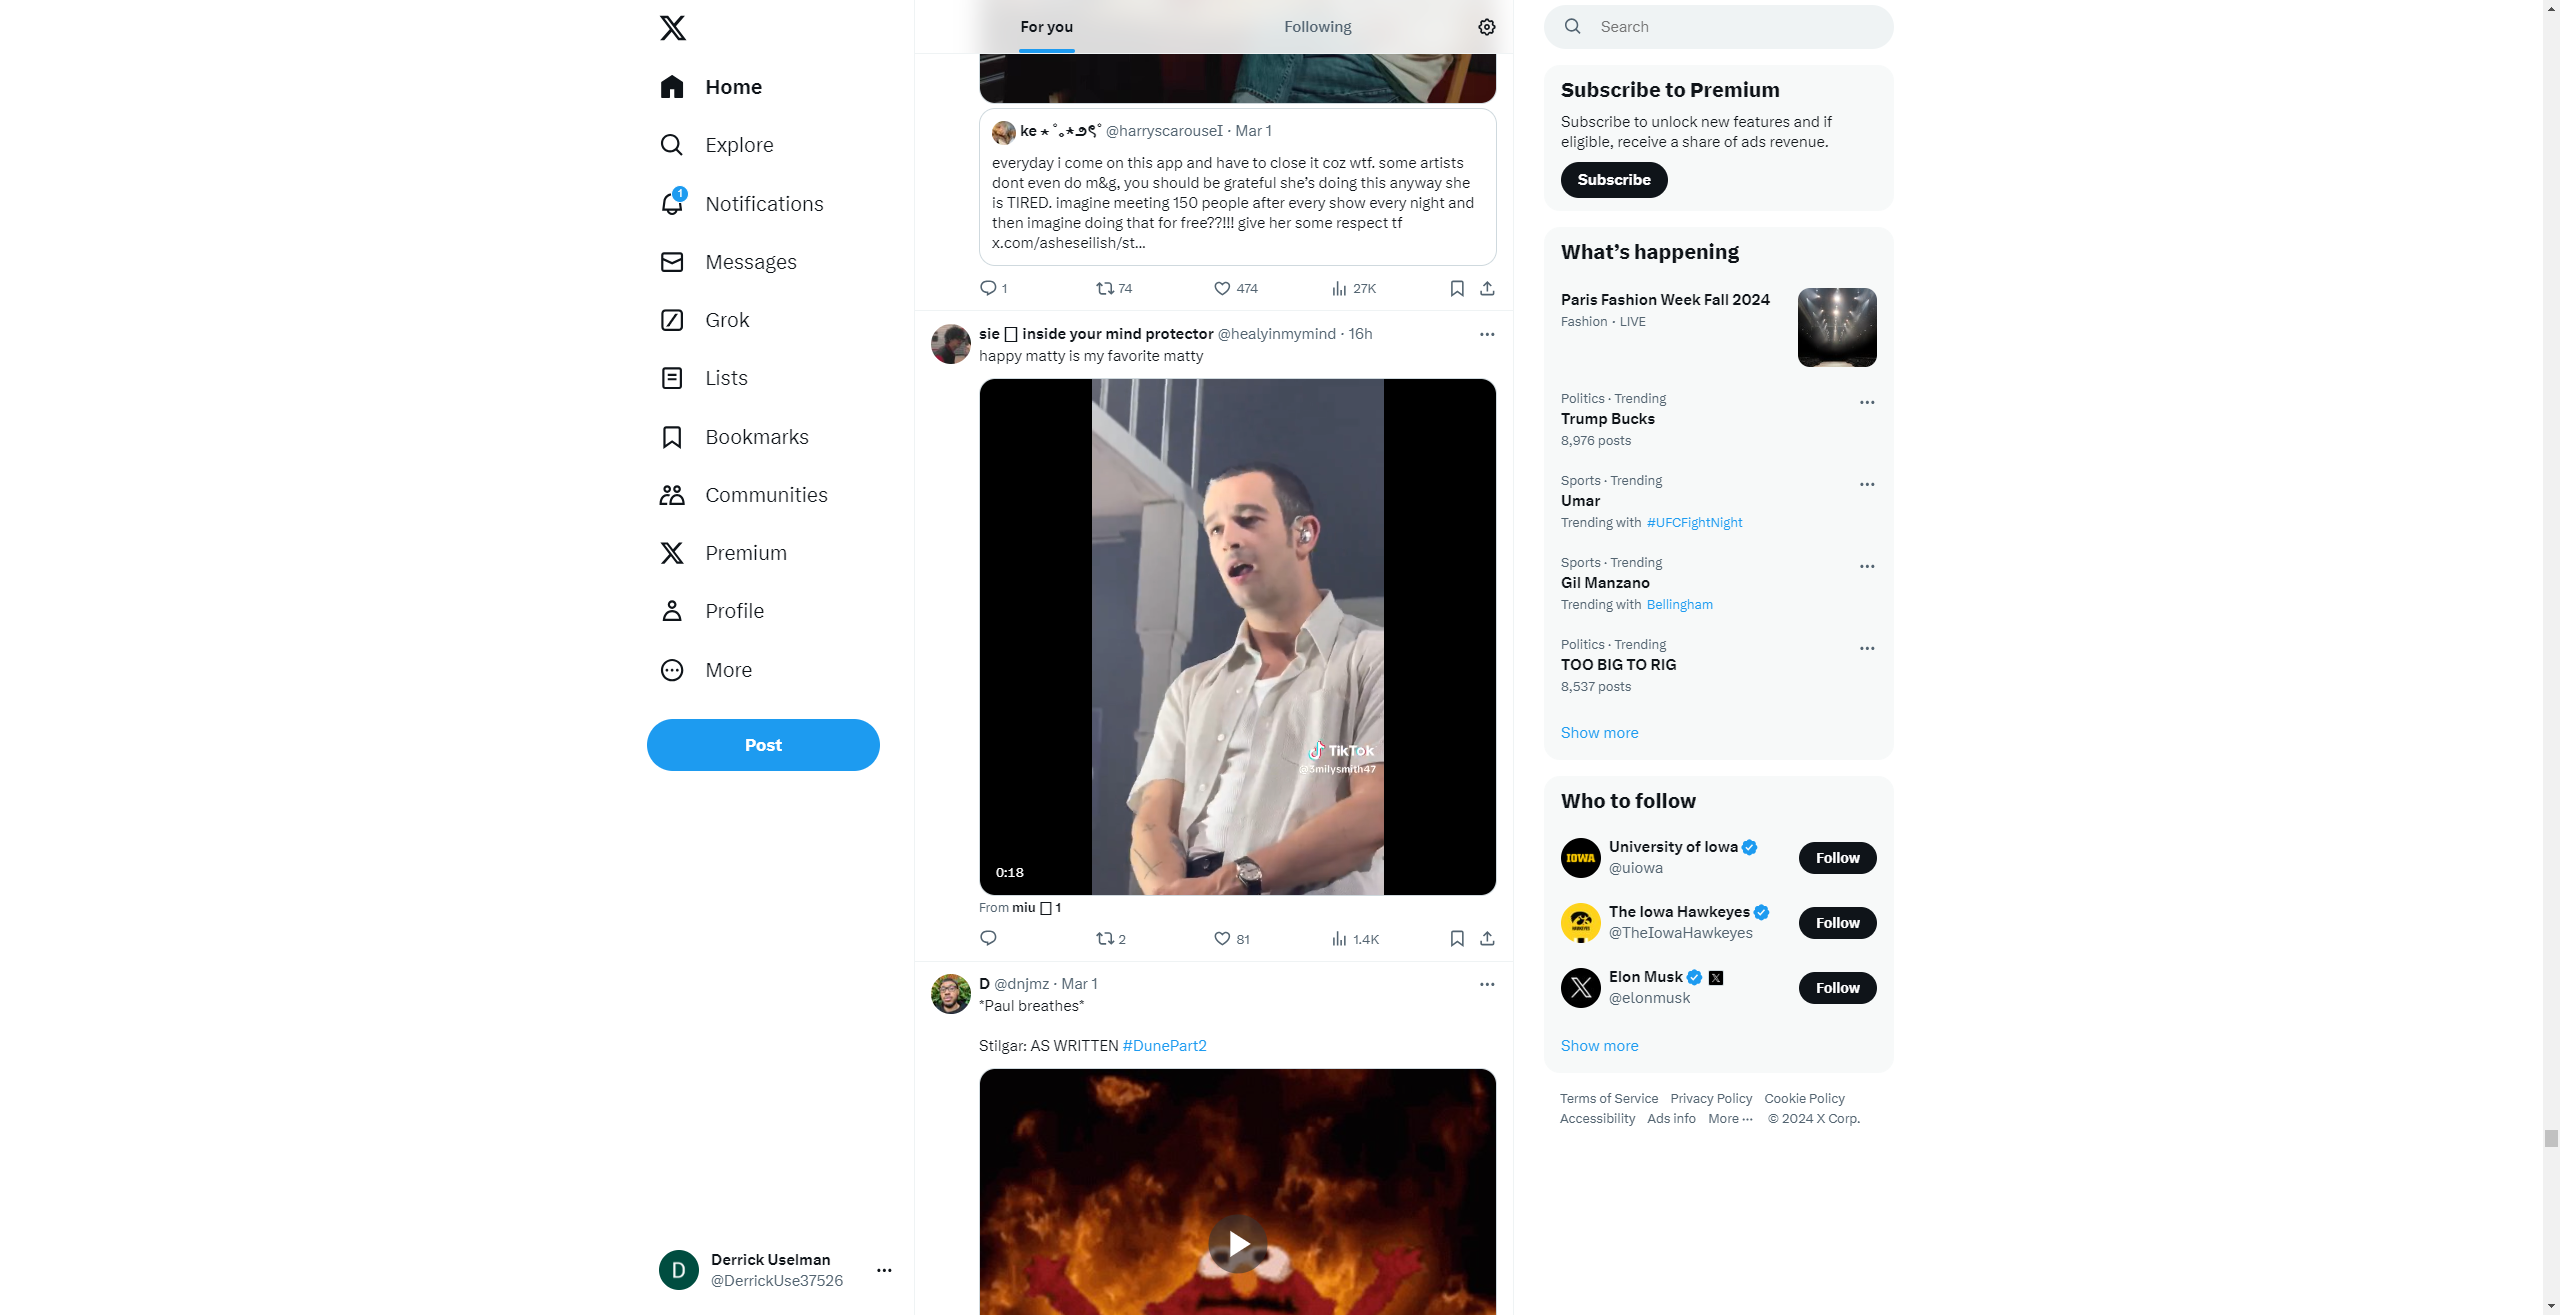 Home
Explore
1
Notifications
Messages
Grok
Lists
Bookmarks
Communities
Premium
Profile
More
Post
D
Derrick Uselman
@DerrickUse37526
For you
Following
ke @harryscarouseI · Mar 1
everyday i come on this app and have to close it coz wtf. some artists
dont even do m&g, you should be grateful she’s doing this anyway she
is TIRED. imagine meeting 150 people after every show every night and
then imagine doing that for free??!!! give her some respect tf
x.com/asheseilish/st…
1 74 474 27K
sie inside your mind protector @healyinmymind · 16h
happy matty is my favorite matty
TikTok
@3milysmith47
0:18
From miu 1
2 81 1.4K
D @dnjmz · Mar 1
*Paul breathes*
Stilgar: AS WRITTEN #DunePart2
Search
Subscribe to Premium
Subscribe to unlock new features and if
eligible, receive a share of ads revenue.
Subscribe
What’s happening
Paris Fashion Week Fall 2024
Fashion · LIVE
Politics · Trending
Trump Bucks
8,976 posts
Sports · Trending
Umar
Trending with #UFCFightNight
Sports · Trending
Gil Manzano
Trending with Bellingham
Politics · Trending
TOO BIG TO RIG
8,537 posts
Show more
Who to follow
IOWA
University of Iowa
@uiowa
Follow
The Iowa Hawkeyes
@TheIowaHawkeyes
Follow
Elon Musk
@elonmusk
Follow
Show more
Terms of Service Privacy Policy Cookie Policy
Accessibility Ads info More ··· © 2024 X Corp.